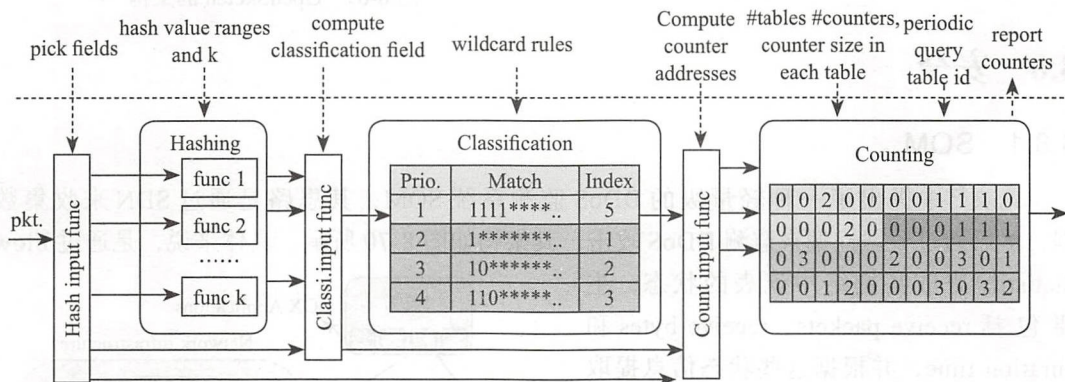 pick fields
hash value ranges
and k
compute
classification field
wildcard rules
Compute
counter
addresses
#tables #counters,
counter size in
each table
periodic
query
table id
report
counters
pkt.
Hash input func
Hashing
func 1
func 2
......
func k
Classi.input func
Classification
Prio. Match Index
1 1111****.. 5
2 1*******.. 1
3 10******.. 2
4 110*****.. 3
Count input func
Counting
0 0 2 0 0 0 0 1 1 1 0
0 0 0 2 0 0 0 0 1 1 1
0 3 0 0 0 2 0 0 3 0 1
0 0 1 2 0 0 0 3 0 3 2